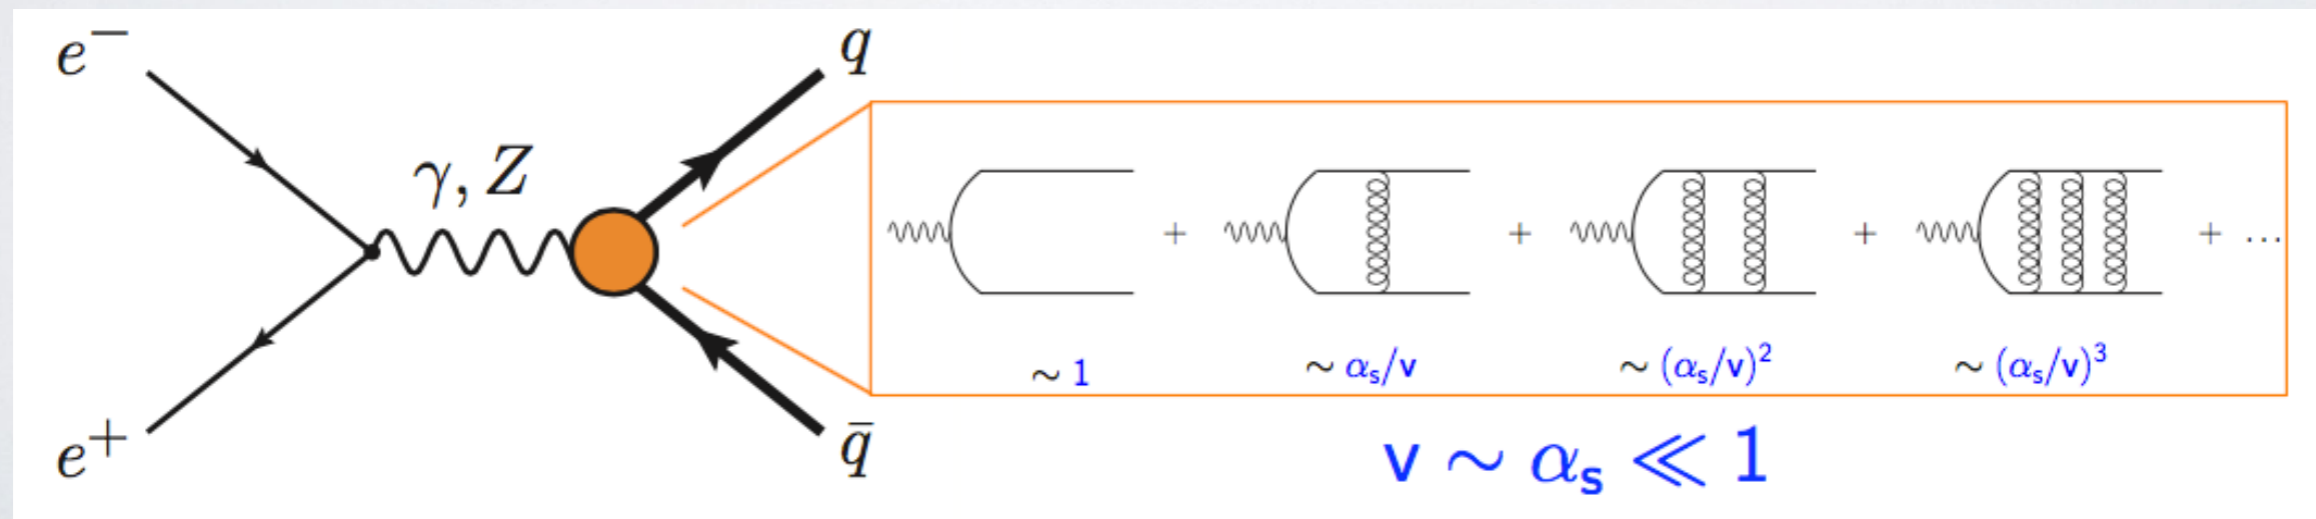 e⁻
q
γ, Z
+ + + + ...
~ 1 ~ αₛ/v ~ (αₛ/v)² ~ (αₛ/v)³
e⁺
q̄
v ~ αₛ ≪ 1